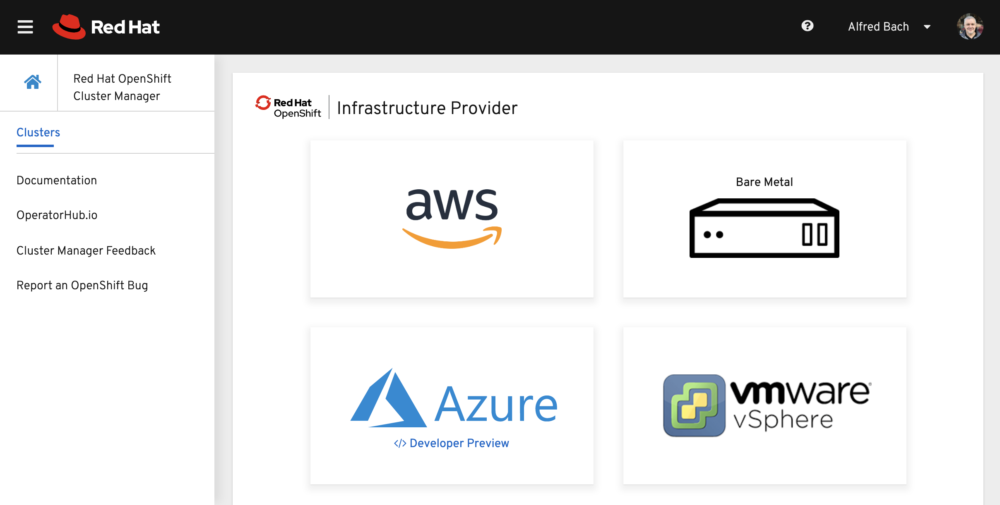 Red Hat
Alfred Bach
Red Hat OpenShift
Cluster Manager
Clusters
Documentation
OperatorHub.io
Cluster Manager Feedback
Report an OpenShift Bug
Red Hat
OpenShift
Infrastructure Provider
aws
Bare Metal
Azure
</> Developer Preview
vmware®
vSphere